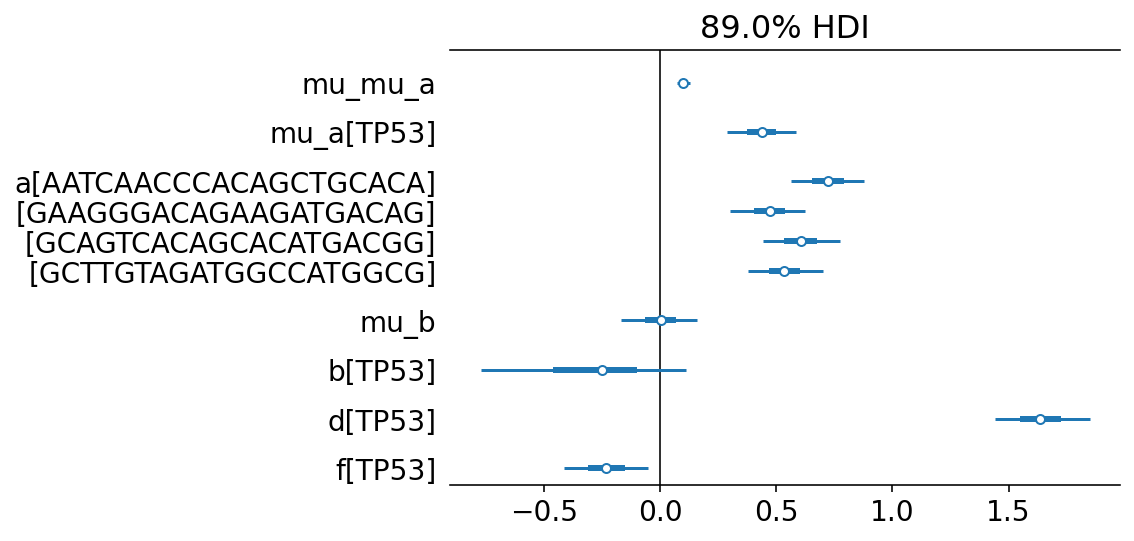 89.0% HDI
mu_mu_a
mu_a[TP53]
a[AATCAACCCACAGCTGCACA]
[GAAGGGACAGAAGATGACAG]
[GCAGTCACAGCACATGACGG]
[GCTTGTAGATGGCCATGGCG]
mu_b
b[TP53]
d[TP53]
f[TP53]
−0.5 0.0 0.5 1.0 1.5